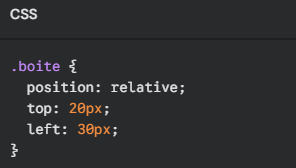 CSS
.boite {
  position: relative;
  top: 20px;
  left: 30px;
}